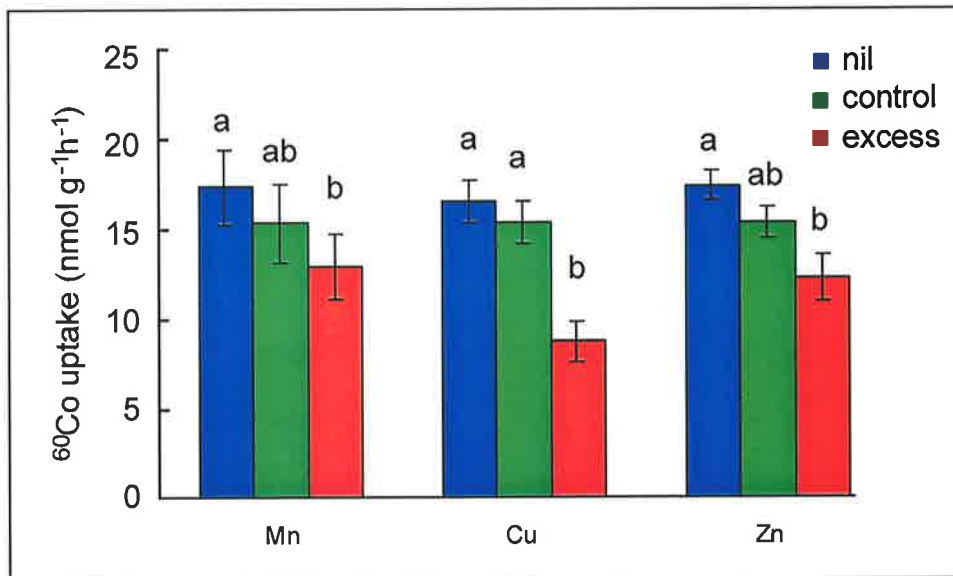 25
20
15
10
5
0
⁶⁰Co uptake (nmol g⁻¹h⁻¹)
nil
control
excess
a
ab
b
a
a
b
a
ab
b
Mn
Cu
Zn